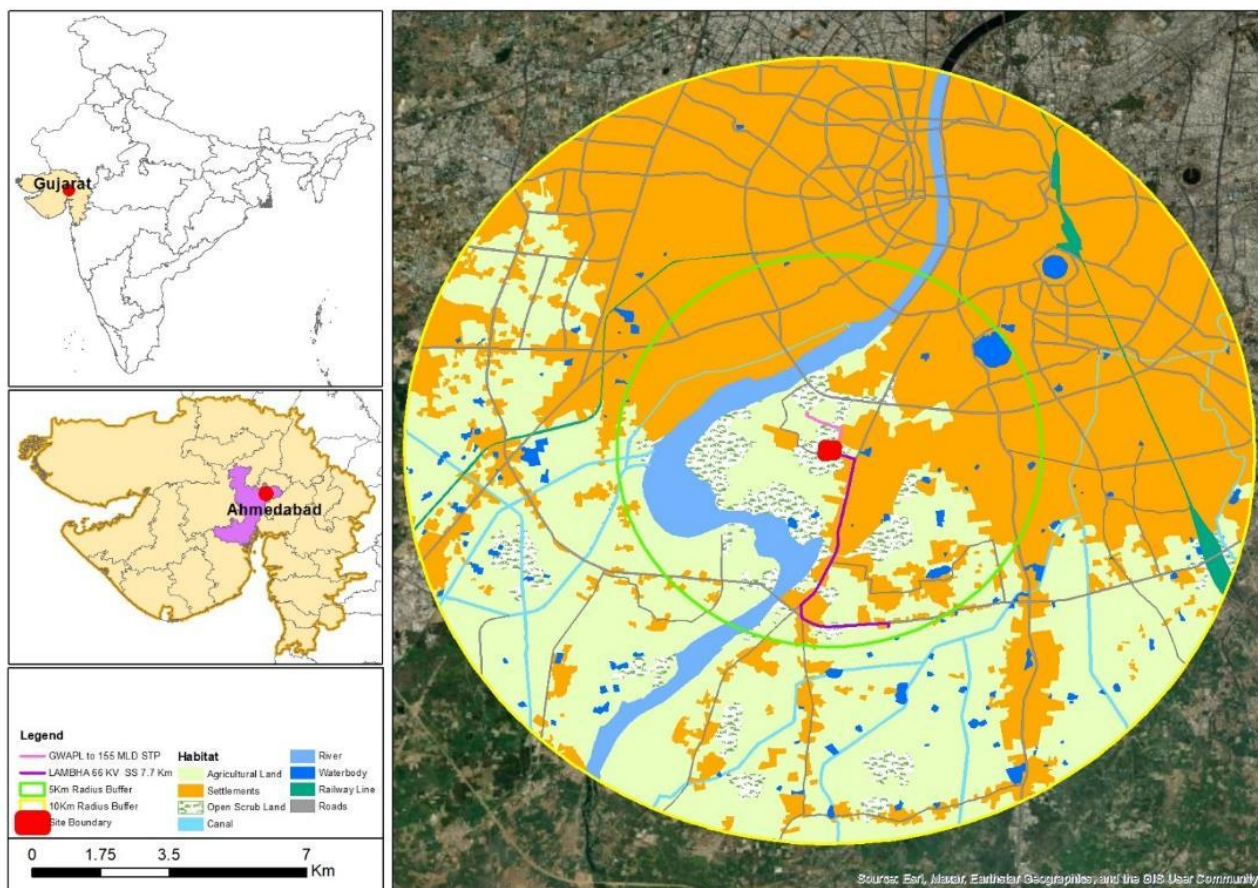 Gujarat
Ahmedabad
Legend
GWAPL to 155 MLD STP
LAMBHA 66 KV SS 7.7 Km
5Km Radius Buffer
10Km Radius Buffer
Site Boundary
Habitat
Agricultural Land
Settlements
Open Scrub Land
Canal
River
Waterbody
Railway Line
Roads
0 1.75 3.5 7
Km
Source: Esri, Maxar, Earthstar Geographics, and the GIS User Community